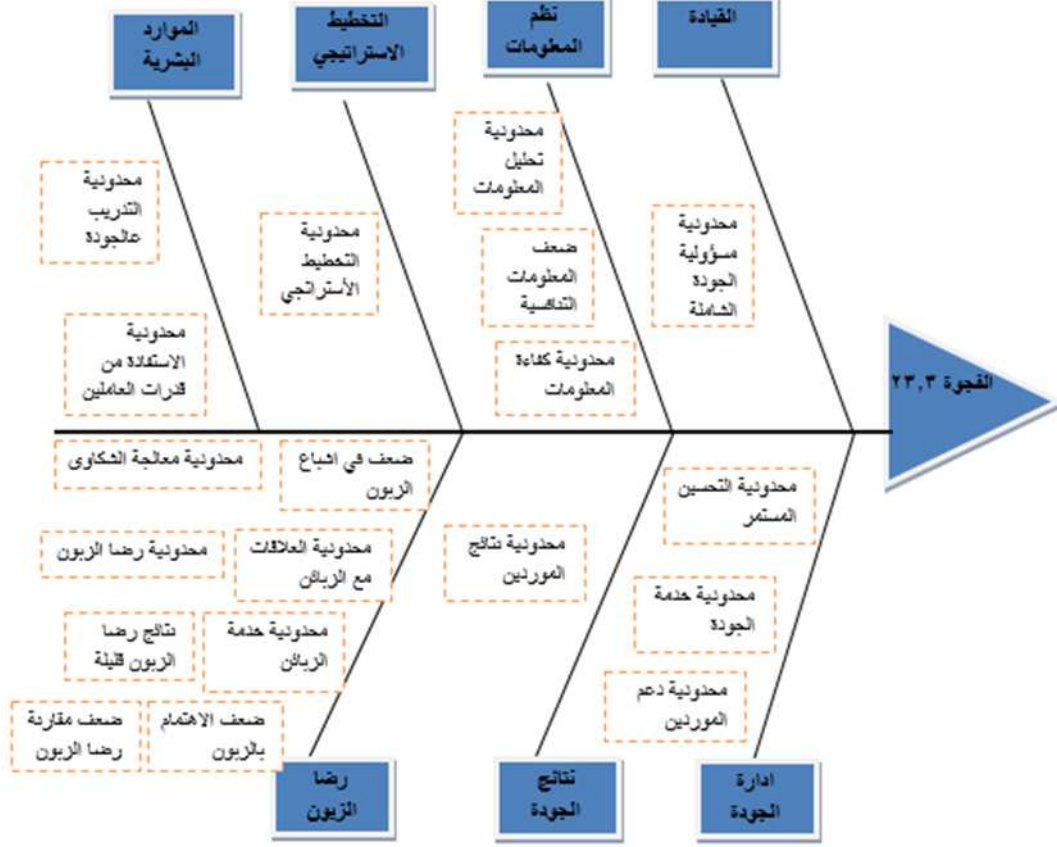 القيادة
نظم
المعلومات
التخطيط
الاستراتيجي
الموارد
البشرية
محدودية
مسؤولية
الجودة
الشاملة
محدودية
تحليل
المعلومات
ضعف
المعلومات
التنافسية
محدودية كفاءة
المعلومات
محدودية
التخطيط
الأستراتجي
محدودية
التدريب
عالجودة
محدودية
الاستفادة من
قدرات العاملين
الفجوة ٢٣,٣
محدودية التحسين
المستمر
محدودية خدمة
الجودة
محدودية دعم
الموردين
محدودية نتائج
الموردين
ضعف في اشباع
الزبون
محدودية معالجة الشكاوى
محدودية العلاقات
مع الزبائن
محدودية رضا الزبون
محدودية خدمة
الزبائن
نتائج رضا
الزبون قليلة
ضعف الاهتمام
بالزبون
ضعف مقارنة
رضا الزبون
ادارة
الجودة
نتائج
الجودة
رضا
الزبون